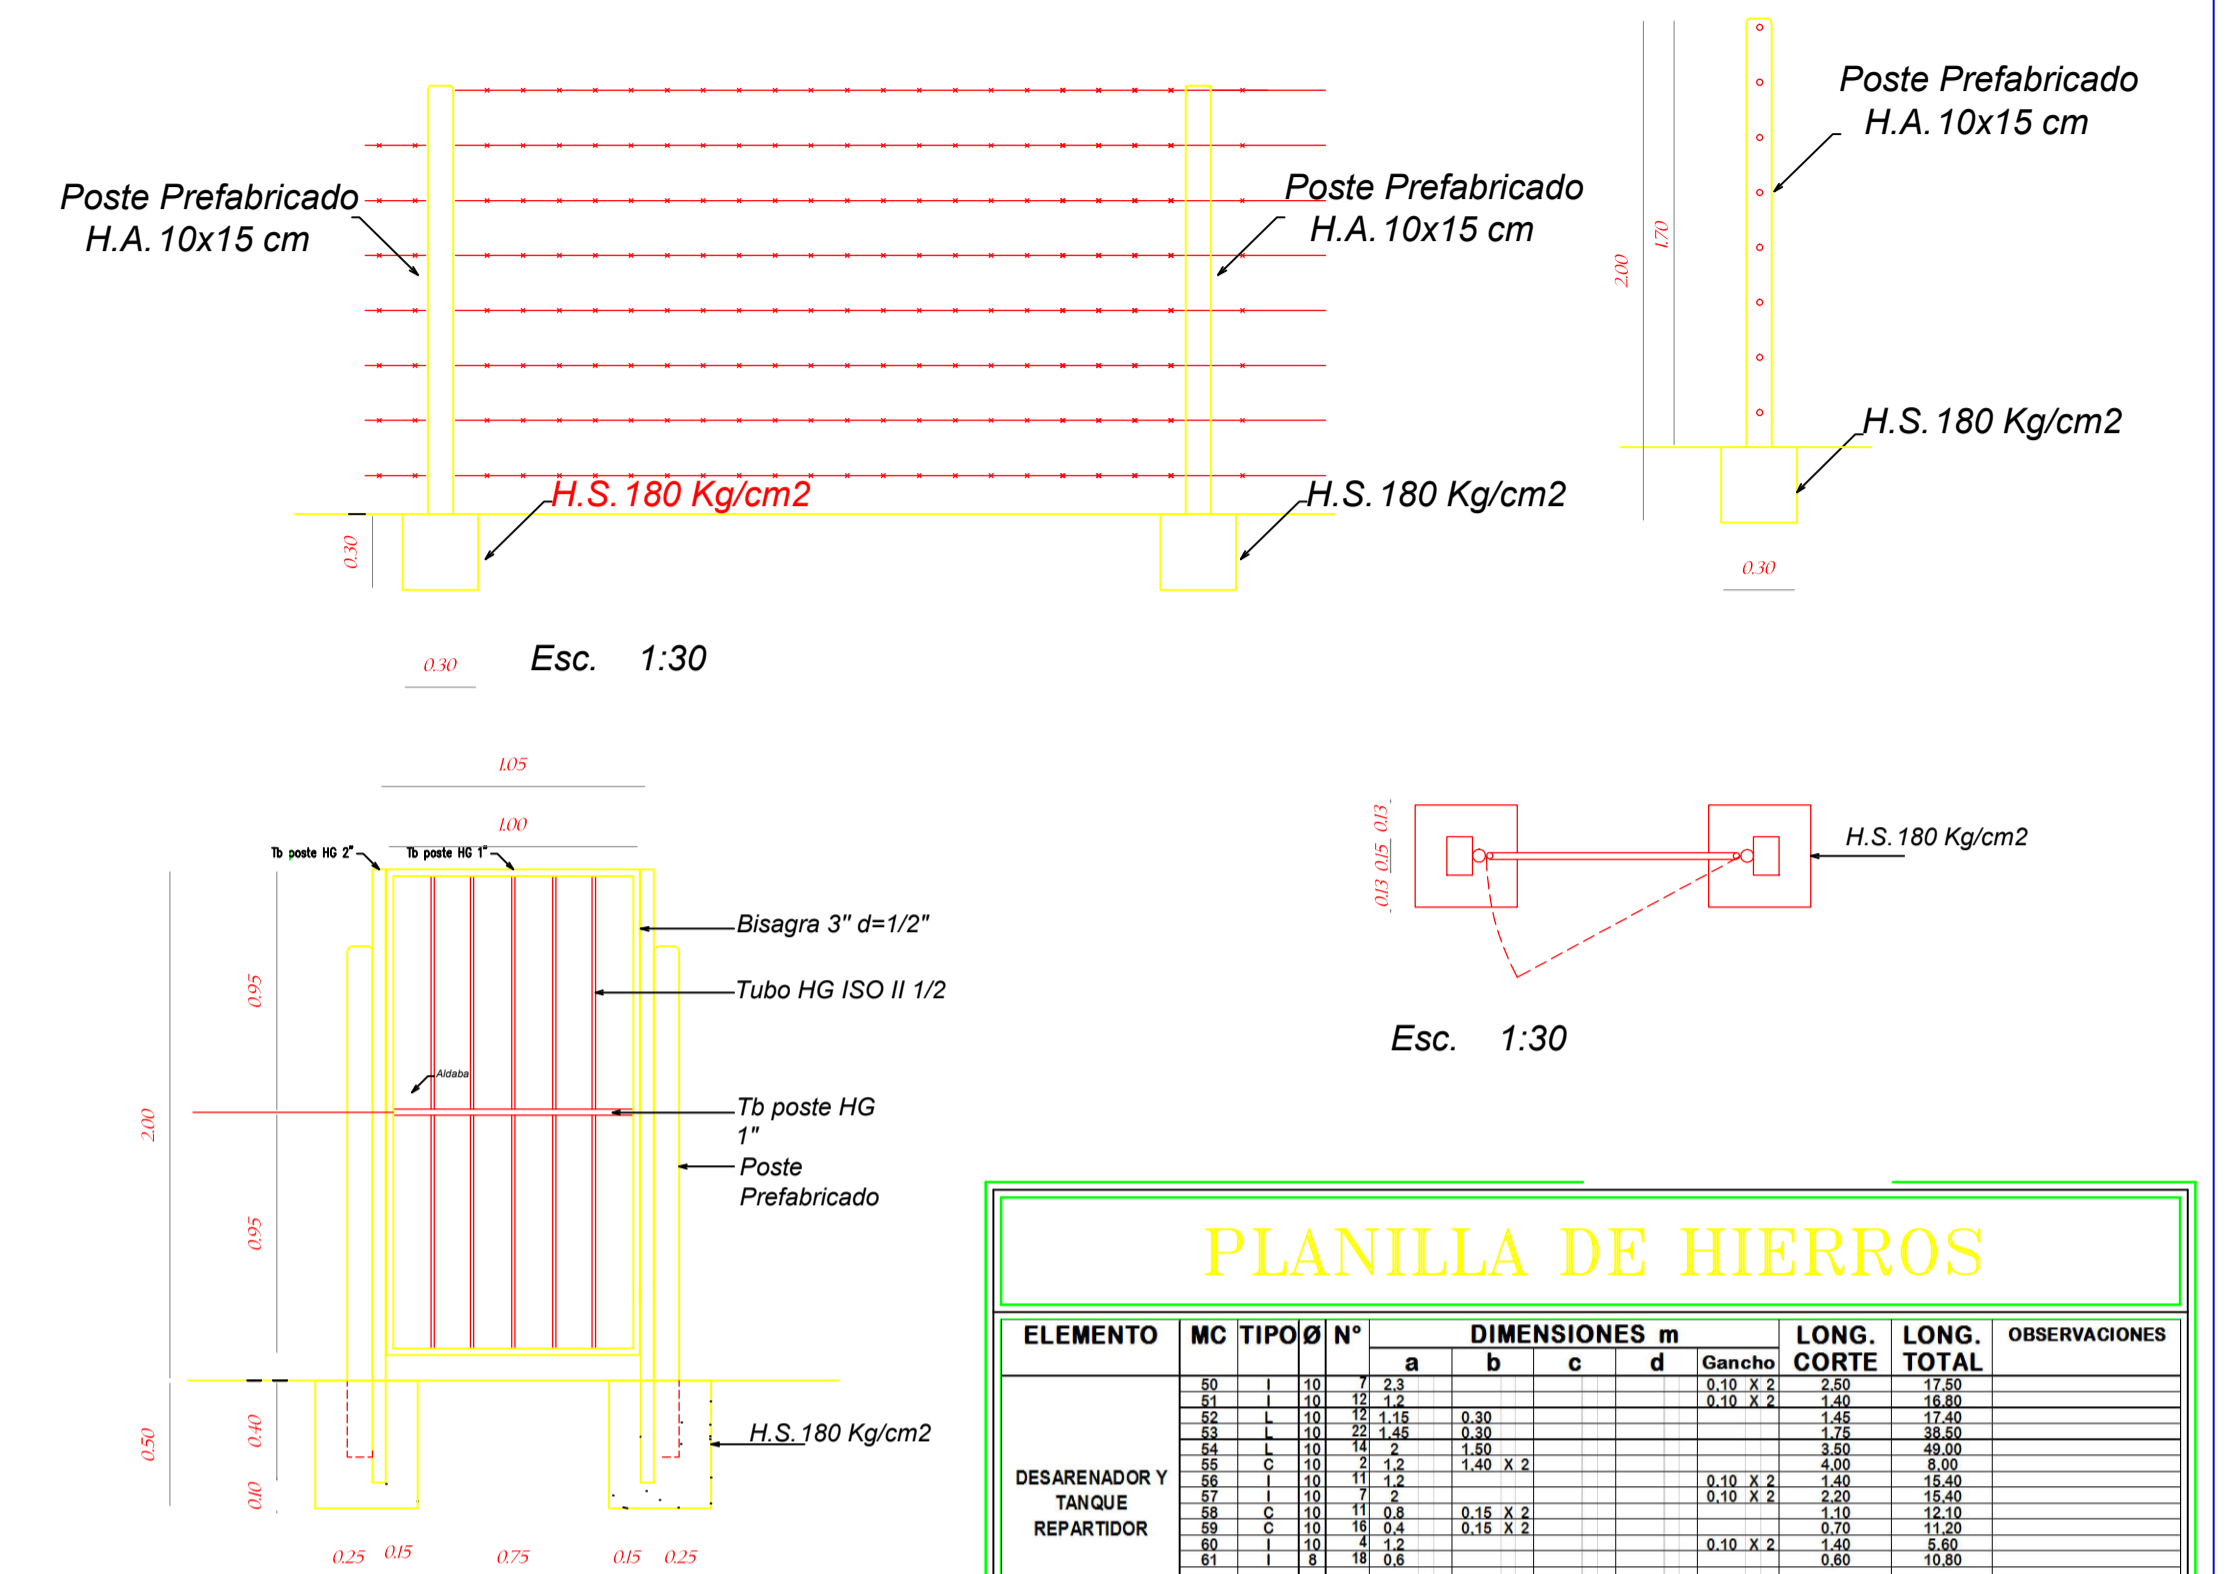 Poste Prefabricado
H.A. 10x15 cm
Poste Prefabricado
H.A. 10x15 cm
Poste Prefabricado
H.A. 10x15 cm
2.00
1.70
H.S. 180 Kg/cm2
H.S. 180 Kg/cm2
H.S. 180 Kg/cm2
0.30
0.30
0.30
Esc. 1:30
1.05
1.00
Tb poste HG 2"
Tb poste HG 1"
Bisagra 3" d=1/2"
Tubo HG ISO II 1/2
Aldaba
Tb poste HG
1"
Poste
Prefabricado
0.95
2.00
0.95
0.50
0.40
0.10
H.S. 180 Kg/cm2
0.25 0.15 0.75 0.15 0.25
0.13
0.15
0.13
H.S. 180 Kg/cm2
Esc. 1:30
PLANILLA DE HIERROS
ELEMENTO MC TIPO Ø Nº DIMENSIONES m LONG. CORTE LONG. TOTAL OBSERVACIONES
a b c d Gancho
DESARENADOR Y
TANQUE
REPARTIDOR
50 I 10 7 2.3 0.10 X 2 2.50 17.50
51 I 10 12 1.2 0.10 X 2 1.40 16.80
52 L 10 12 1.15 0.30 1.45 17.40
53 L 10 22 1.45 0.30 1.75 38.50
54 L 10 14 2 1.50 3.50 49.00
55 C 10 2 1.2 1.40 X 2 4.00 8.00
56 I 10 11 1.2 0.10 X 2 1.40 15.40
57 I 10 7 2 0.10 X 2 2.20 15.40
58 C 10 11 0.8 0.15 X 2 1.10 12.10
59 C 10 16 0.4 0.15 X 2 0.70 11.20
60 I 10 4 1.2 0.10 X 2 1.40 5.60
61 I 8 18 0.6 0.60 10.80